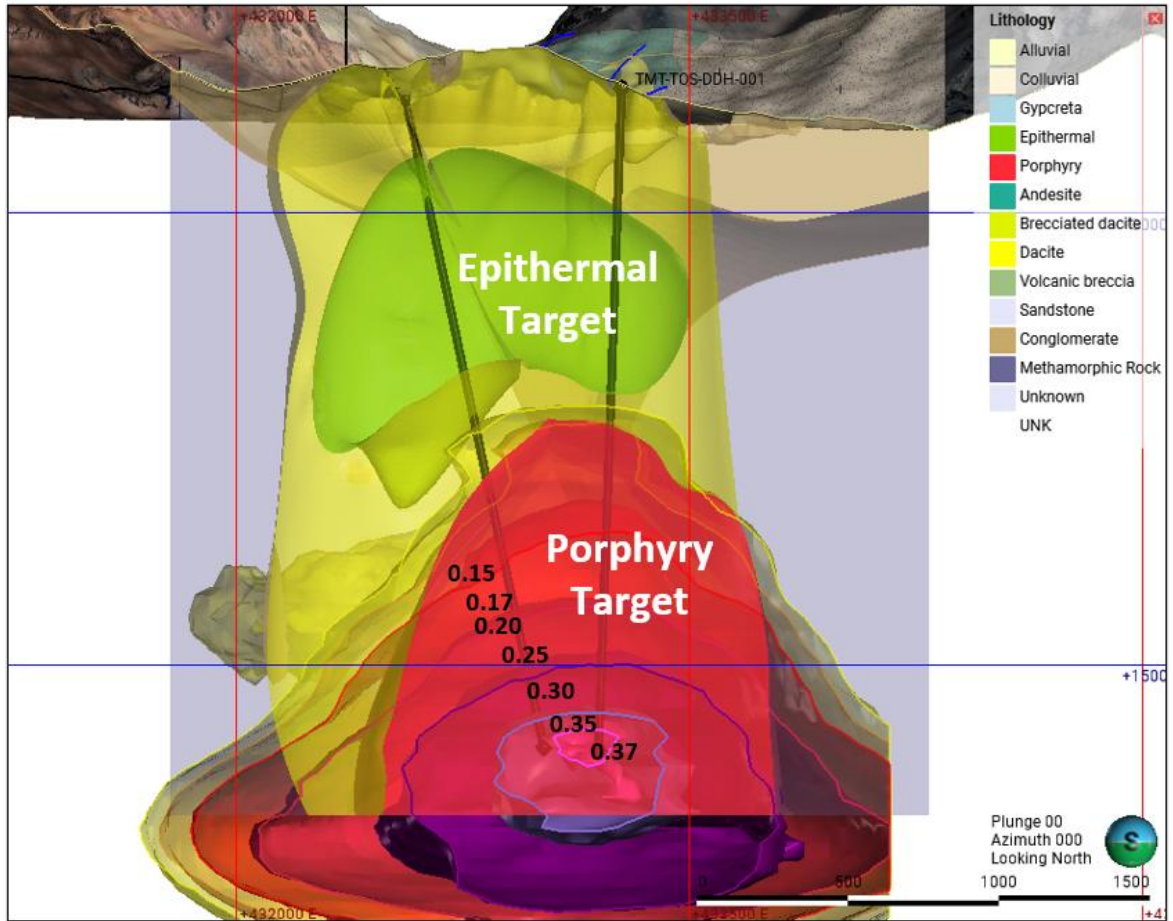 +432000 E
+433500 E
TMT-TOS-DDH-001
Lithology
Alluvial
Colluvial
Gypcreta
Epithermal
Porphyry
Andesite
Brecciated dacite
Dacite
Volcanic breccia
Sandstone
Conglomerate
Methamorphic Rock
Unknown
UNK
Epithermal
Target
Porphyry
Target
0.15
0.17
0.20
0.25
0.30
0.35
0.37
+1500
Plunge 00
Azimuth 000
Looking North
S
0
500
1000
1500
+432000 E
+433500 E